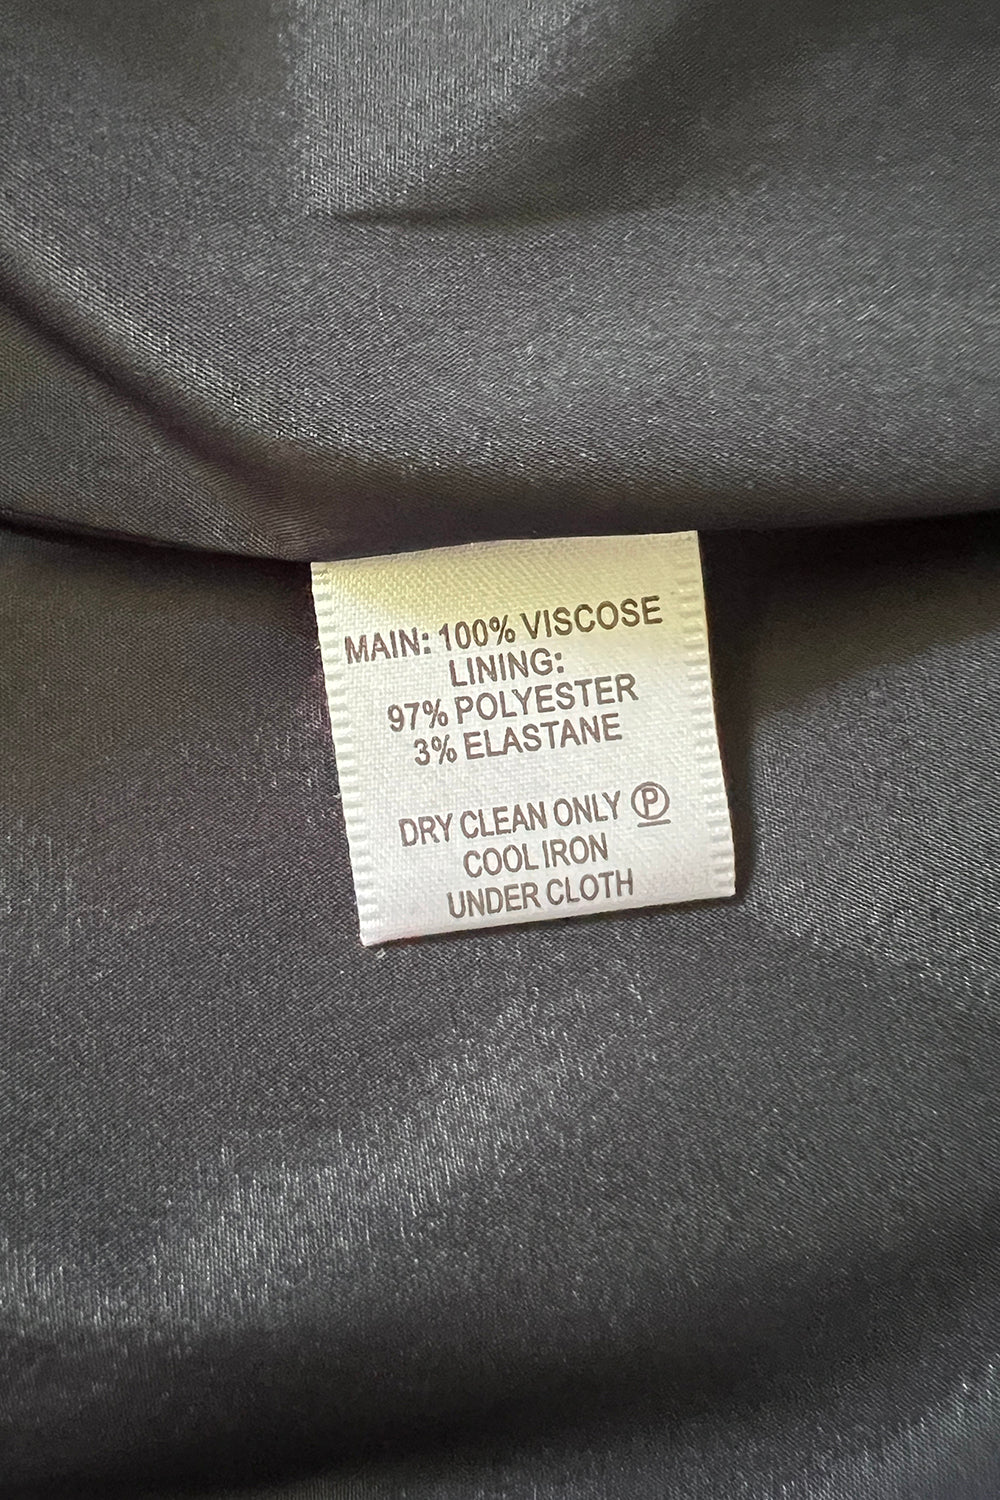 MAIN: 100% VISCOSE
LINING:
97% POLYESTER
3% ELASTANE
DRY CLEAN ONLY Ⓟ
COOL IRON
UNDER CLOTH